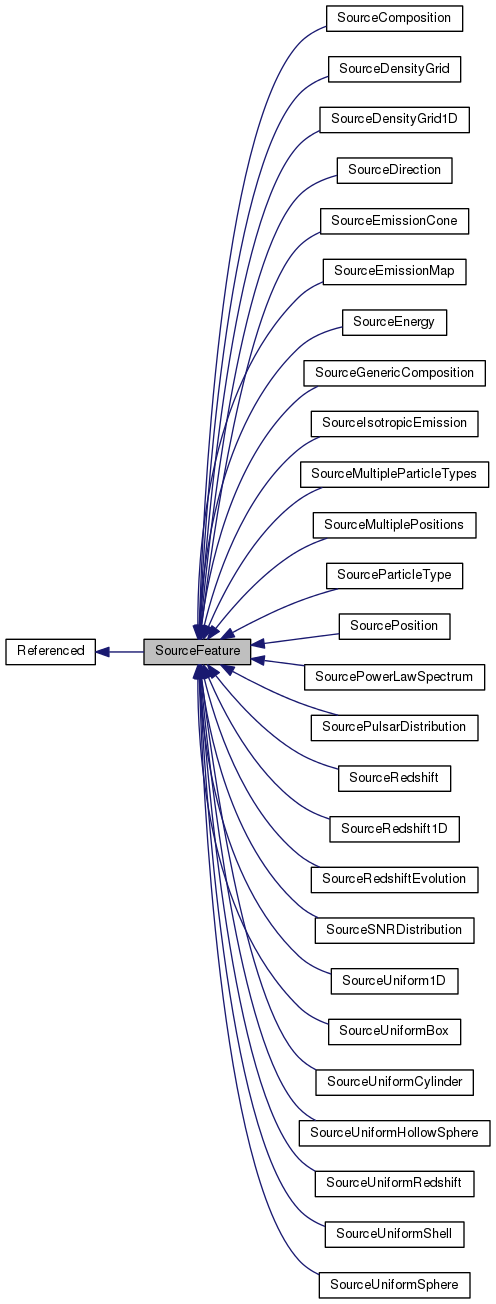 SourceComposition
SourceDensityGrid
SourceDensityGrid1D
SourceDirection
SourceEmissionCone
SourceEmissionMap
SourceEnergy
SourceGenericComposition
SourceIsotropicEmission
SourceMultipleParticleTypes
SourceMultiplePositions
SourceParticleType
SourcePosition
Referenced
SourceFeature
SourcePowerLawSpectrum
SourcePulsarDistribution
SourceRedshift
SourceRedshift1D
SourceRedshiftEvolution
SourceSNRDistribution
SourceUniform1D
SourceUniformBox
SourceUniformCylinder
SourceUniformHollowSphere
SourceUniformRedshift
SourceUniformShell
SourceUniformSphere